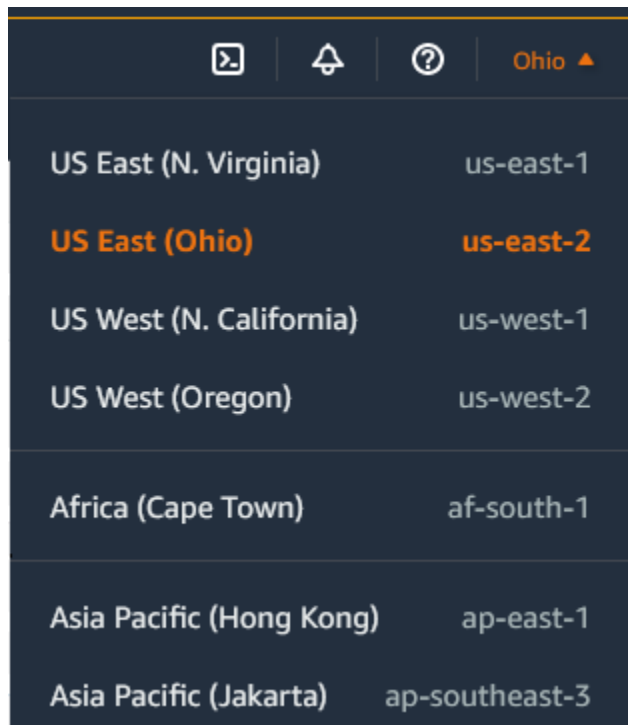 Ohio
US East (N. Virginia) us-east-1
US East (Ohio) us-east-2
US West (N. California) us-west-1
US West (Oregon) us-west-2
Africa (Cape Town) af-south-1
Asia Pacific (Hong Kong) ap-east-1
Asia Pacific (Jakarta) ap-southeast-3